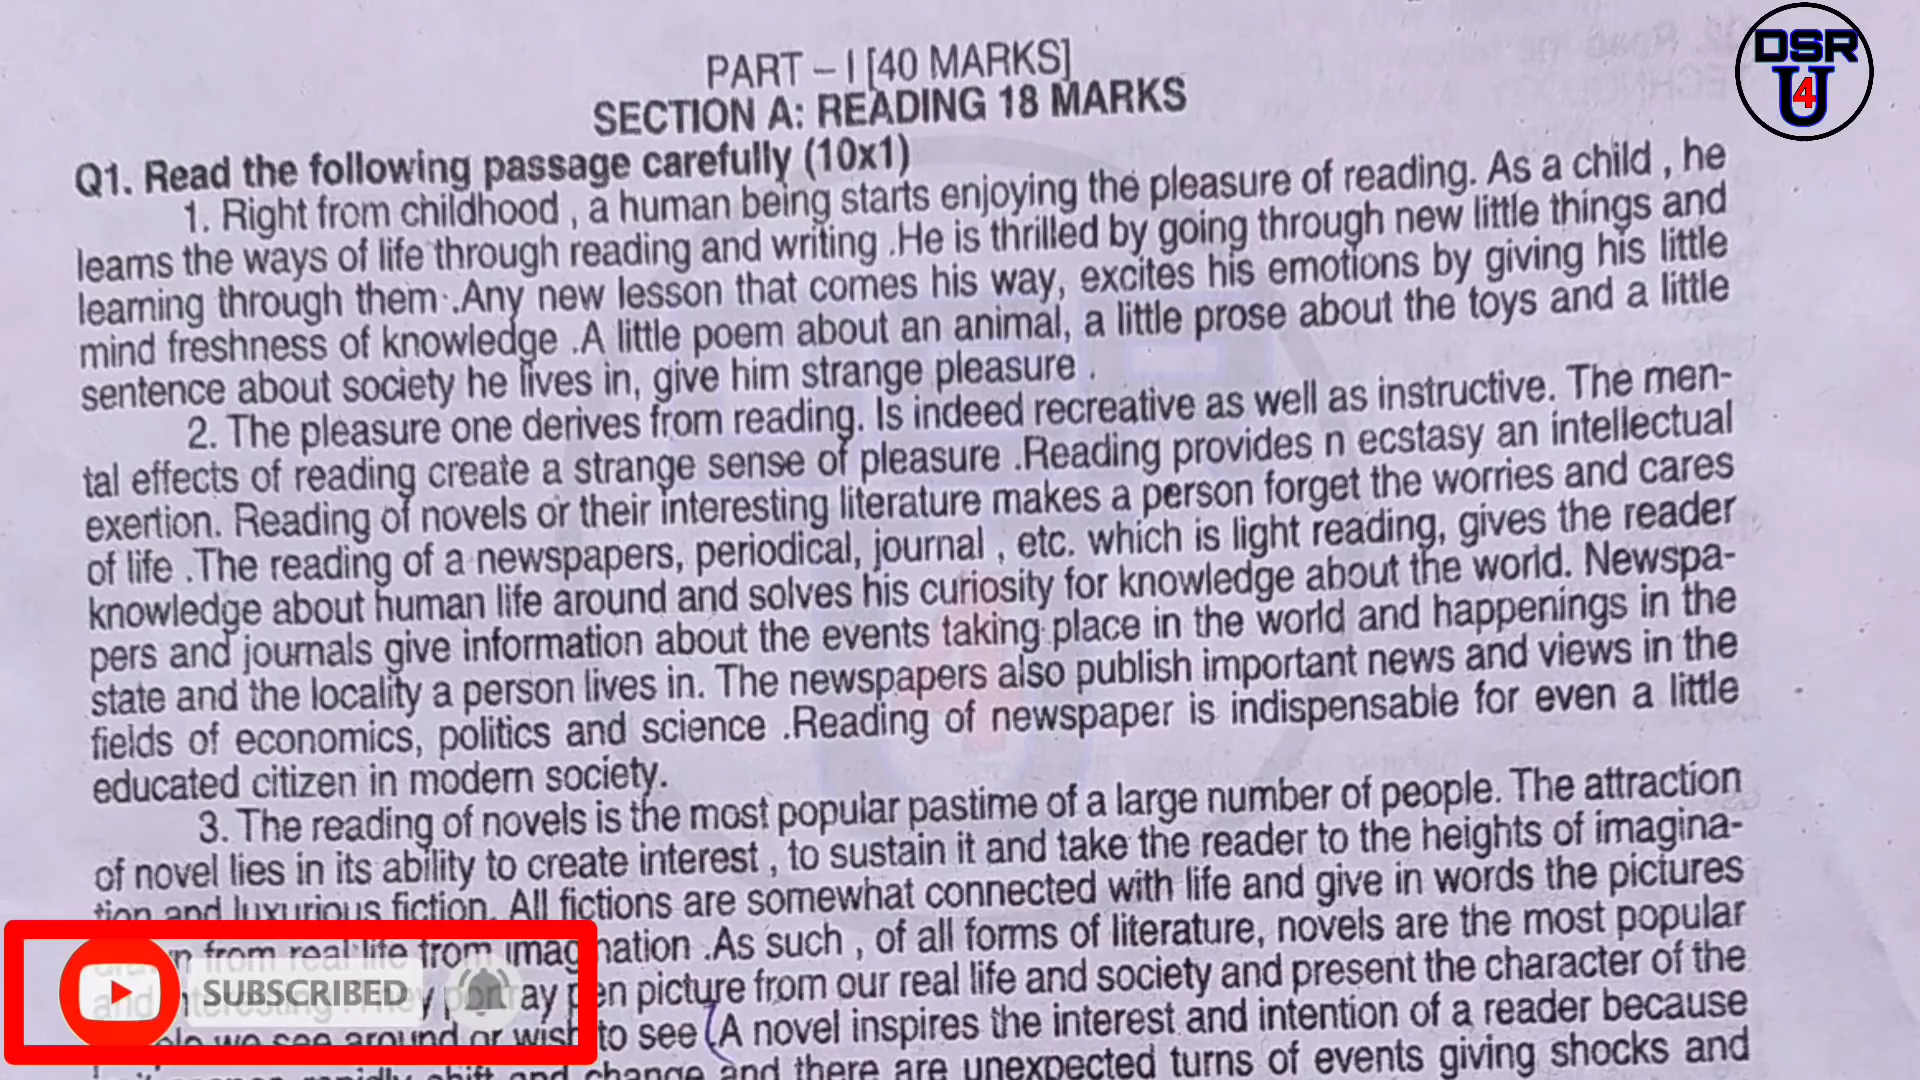 DSR
U
4
PART – I [40 MARKS]
SECTION A: READING 18 MARKS
Q1. Read the following passage carefully (10x1)
1. Right from childhood , a human being starts enjoying the pleasure of reading. As a child , he
learns the ways of life through reading and writing .He is thrilled by going through new little things and
learning through them .Any new lesson that comes his way, excites his emotions by giving his little
mind freshness of knowledge .A little poem about an animal, a little prose about the toys and a little
sentence about society he lives in, give him strange pleasure .
2. The pleasure one derives from reading. Is indeed recreative as well as instructive. The men-
tal effects of reading create a strange sense of pleasure .Reading provides n ecstasy an intellectual
exertion. Reading of novels or their interesting literature makes a person forget the worries and cares
of life .The reading of a newspapers, periodical, journal , etc. which is light reading, gives the reader
knowledge about human life around and solves his curiosity for knowledge about the world. Newspa-
pers and journals give information about the events taking place in the world and happenings in the
state and the locality a person lives in. The newspapers also publish important news and views in the
fields of economics, politics and science .Reading of newspaper is indispensable for even a little
educated citizen in modern society.
3. The reading of novels is the most popular pastime of a large number of people. The attraction
of novel lies in its ability to create interest , to sustain it and take the reader to the heights of imagina-
tion and luxurious fiction. All fictions are somewhat connected with life and give in words the pictures
from real life from imagination .As such , of all forms of literature, novels are the most popular
pen picture from our real life and society and present the character of the
we see around or wish to see (A novel inspires the interest and intention of a reader because
rapidly shift and change and there are unexpected turns of events giving shocks and
SUBSCRIBED